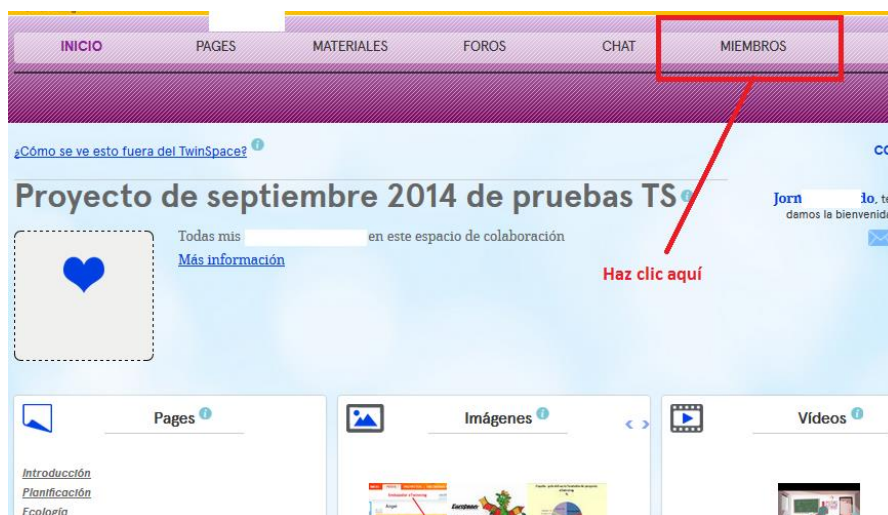 INICIO PAGES MATERIALES FOROS CHAT MIEMBROS
¿Cómo se ve esto fuera del TwinSpace?
Proyecto de septiembre 2014 de pruebas TS
Todas mis en este espacio de colaboración
Más información
Haz clic aquí
damos la bienvenida
Pages
Imágenes
Vídeos
Introducción
Planificación
Ecología